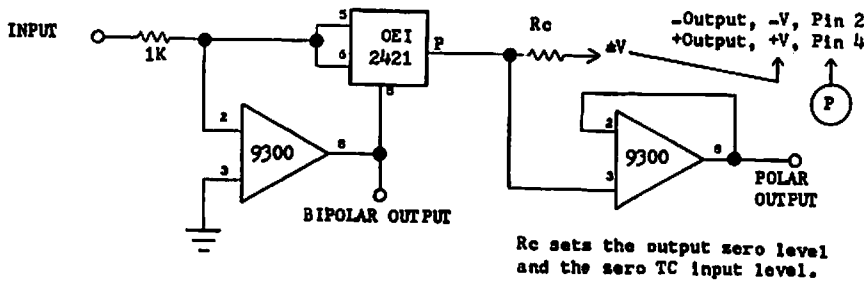 INPUT
1K
5
6
OEI
2421
P
8
2
3
9300
6
BIPOLAR OUTPUT
Rc
±V
-Output, -V, Pin 2
+Output, +V, Pin 4
P
2
3
9300
6
POLAR
OUTPUT
Rc sets the output zero level
and the zero TC input level.